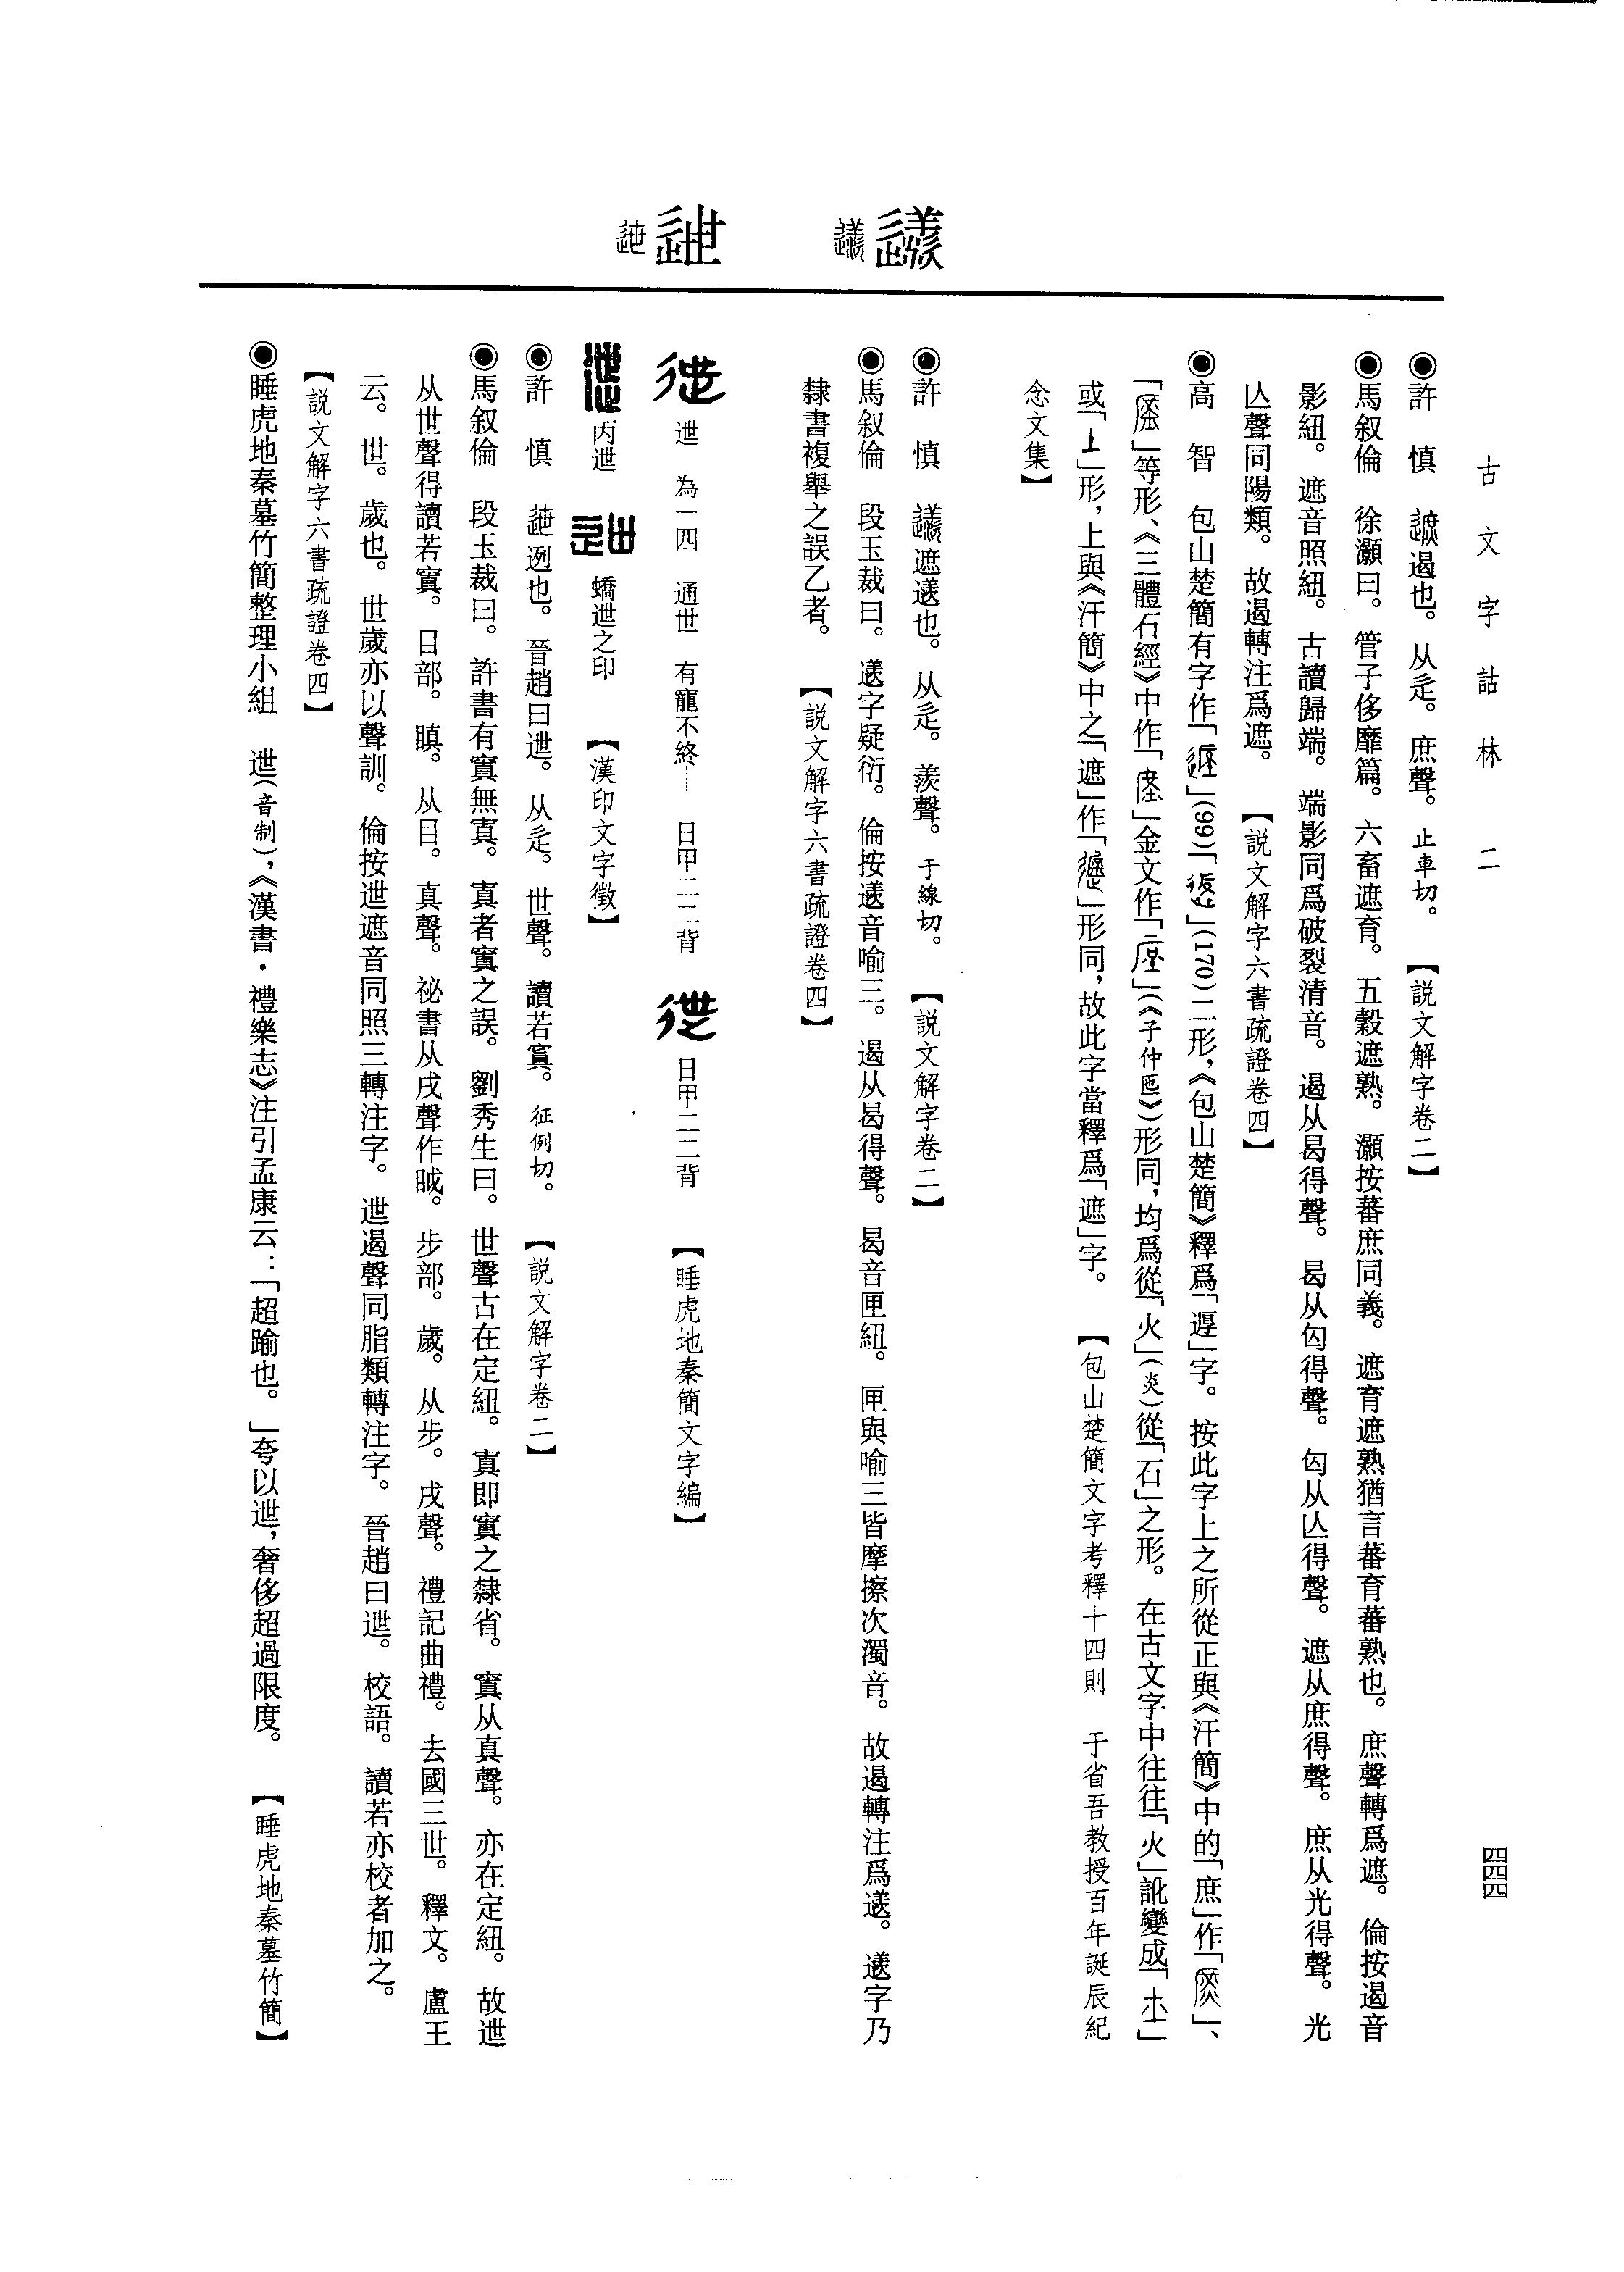 古文字詁林 二
四四四
◉許 慎 遮遏也。从辵。庶聲。止車切。 【說文解字卷二】
◉馬叙倫 徐灝曰。管子侈靡篇。六畜遮育。五穀遮熟。灝按蕃庶同義。遮育遮熟猶言蕃育蕃熟也。庶聲轉爲遮。倫按遏音
影紐。遮音照紐。古讀歸端。端影同爲破裂清音。遏从曷得聲。曷从匃得聲。匃从亾得聲。遮从庶得聲。庶从光得聲。光
亾聲同陽類。故遏轉注爲遮。 【說文解字六書疏證卷四】
◉高 智 包山楚簡有字作「」(99)「」(170)二形，《包山楚簡》釋爲「遲」字。按此字上之所從正與《汗簡》中的「庶」作「」、
「」等形、《三體石經》中作「」金文作「」(《子仲匜》)形同，均爲從「火」(炎)從「石」之形。在古文字中往往「火」訛變成「」
或「」形，上與《汗簡》中之「遮」作「」形同，故此字當釋爲「遮」字。 【包山楚簡文字考釋十四則 于省吾教授百年誕辰紀
念文集】
◉許 慎 遮也。从辵。羨聲。于線切。 【說文解字卷二】
◉馬叙倫 段玉裁曰。字疑衍。倫按音喻三。遏从曷得聲。曷音匣紐。匣與喻三皆摩擦次濁音。故遏轉注爲。字乃
隸書複舉之誤乙者。 【說文解字六書疏證卷四】
迣 為一四 通世 有寵不終 日甲二二背 日甲二二背 【睡虎地秦簡文字編】
丙迣 蟜迣之印 【漢印文字徵】
◉許 慎 迣迾也。晉趙曰迣。从辵。世聲。讀若寘。征例切。 【說文解字卷二】
◉馬叙倫 段玉裁曰。許書有寘無寊。寊者寘之誤。劉秀生曰。世聲古在定紐。寊即寘之隸省。寘从真聲。亦在定紐。故迣
从世聲得讀若寘。目部。瞋。从目。真聲。祕書从戌聲作䀏。步部。歲。从步。戌聲。禮記曲禮。去國三世。釋文。盧王
云。世。歲也。世歲亦以聲訓。倫按迣遮音同照三轉注字。迣遏聲同脂類轉注字。晉趙曰迣。校語。讀若亦校者加之。
【說文解字六書疏證卷四】
◉睡虎地秦墓竹簡整理小組 迣(音制)，《漢書·禮樂志》注引孟康云：「超踰也。」夸以迣，奢侈超過限度。 【睡虎地秦墓竹簡】